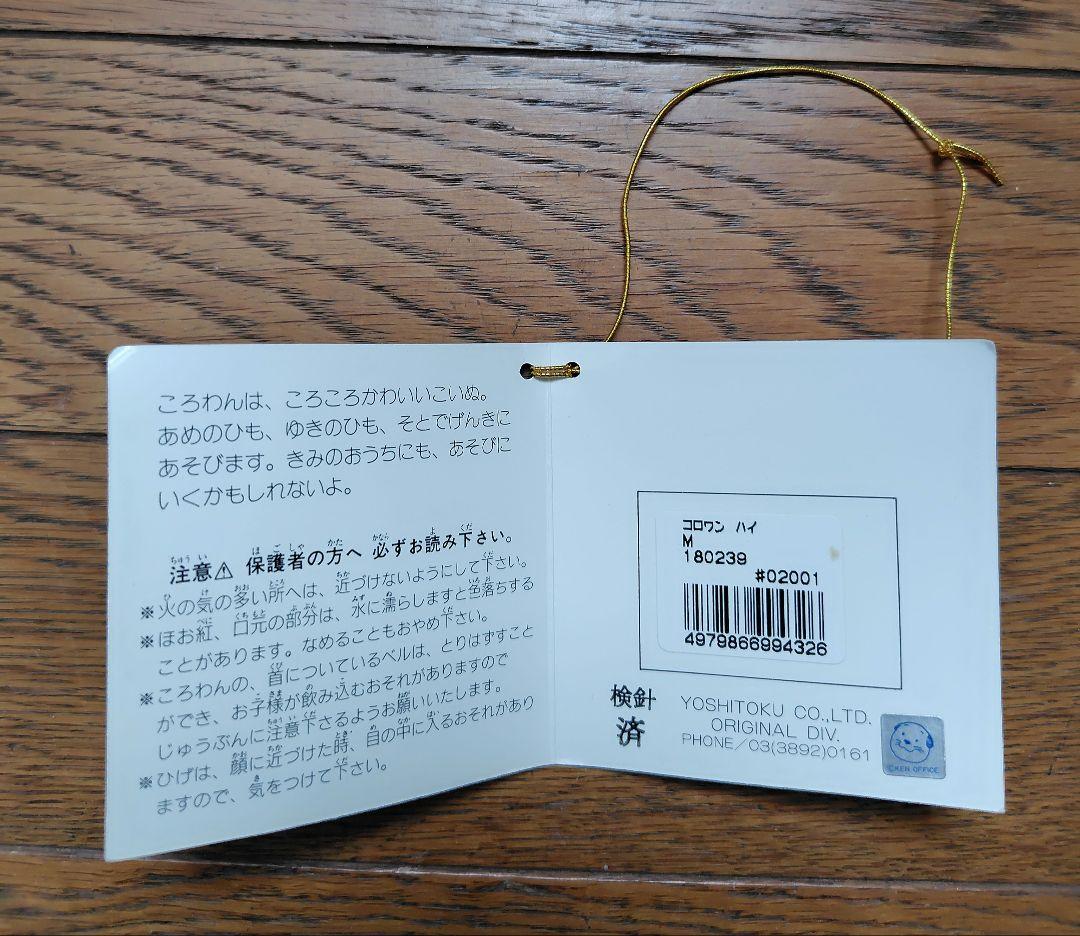 ころわんは、ころころかわいいこいぬ。
あめのひも、ゆきのひも、そとでげんきに
あそびます。きみのおうちにも、あそびに
いくかもしれないよ。
注意⚠ 保護者の方へ 必ずお読み下さい。
※火の気の多い所へは、近づけないようにして下さい。
※ほお紅、口元の部分は、水に濡らしますと色落ちする
ことがあります。なめることもおやめ下さい。
※ころわんの、首についているベルは、とりはずすこと
ができ、お子様が飲み込むおそれがありますので
じゅうぶんに注意下さるようお願いいたします。
※ひげは、顔に近づけた時、目の中に入るおそれがあり
ますので、気をつけて下さい。
コロワン ハイ
M
180239
#02001
4979866994326
検針
済
YOSHITOKU CO.,LTD.
ORIGINAL DIV.
PHONE/03(3892)0161
©KEN OFFICE